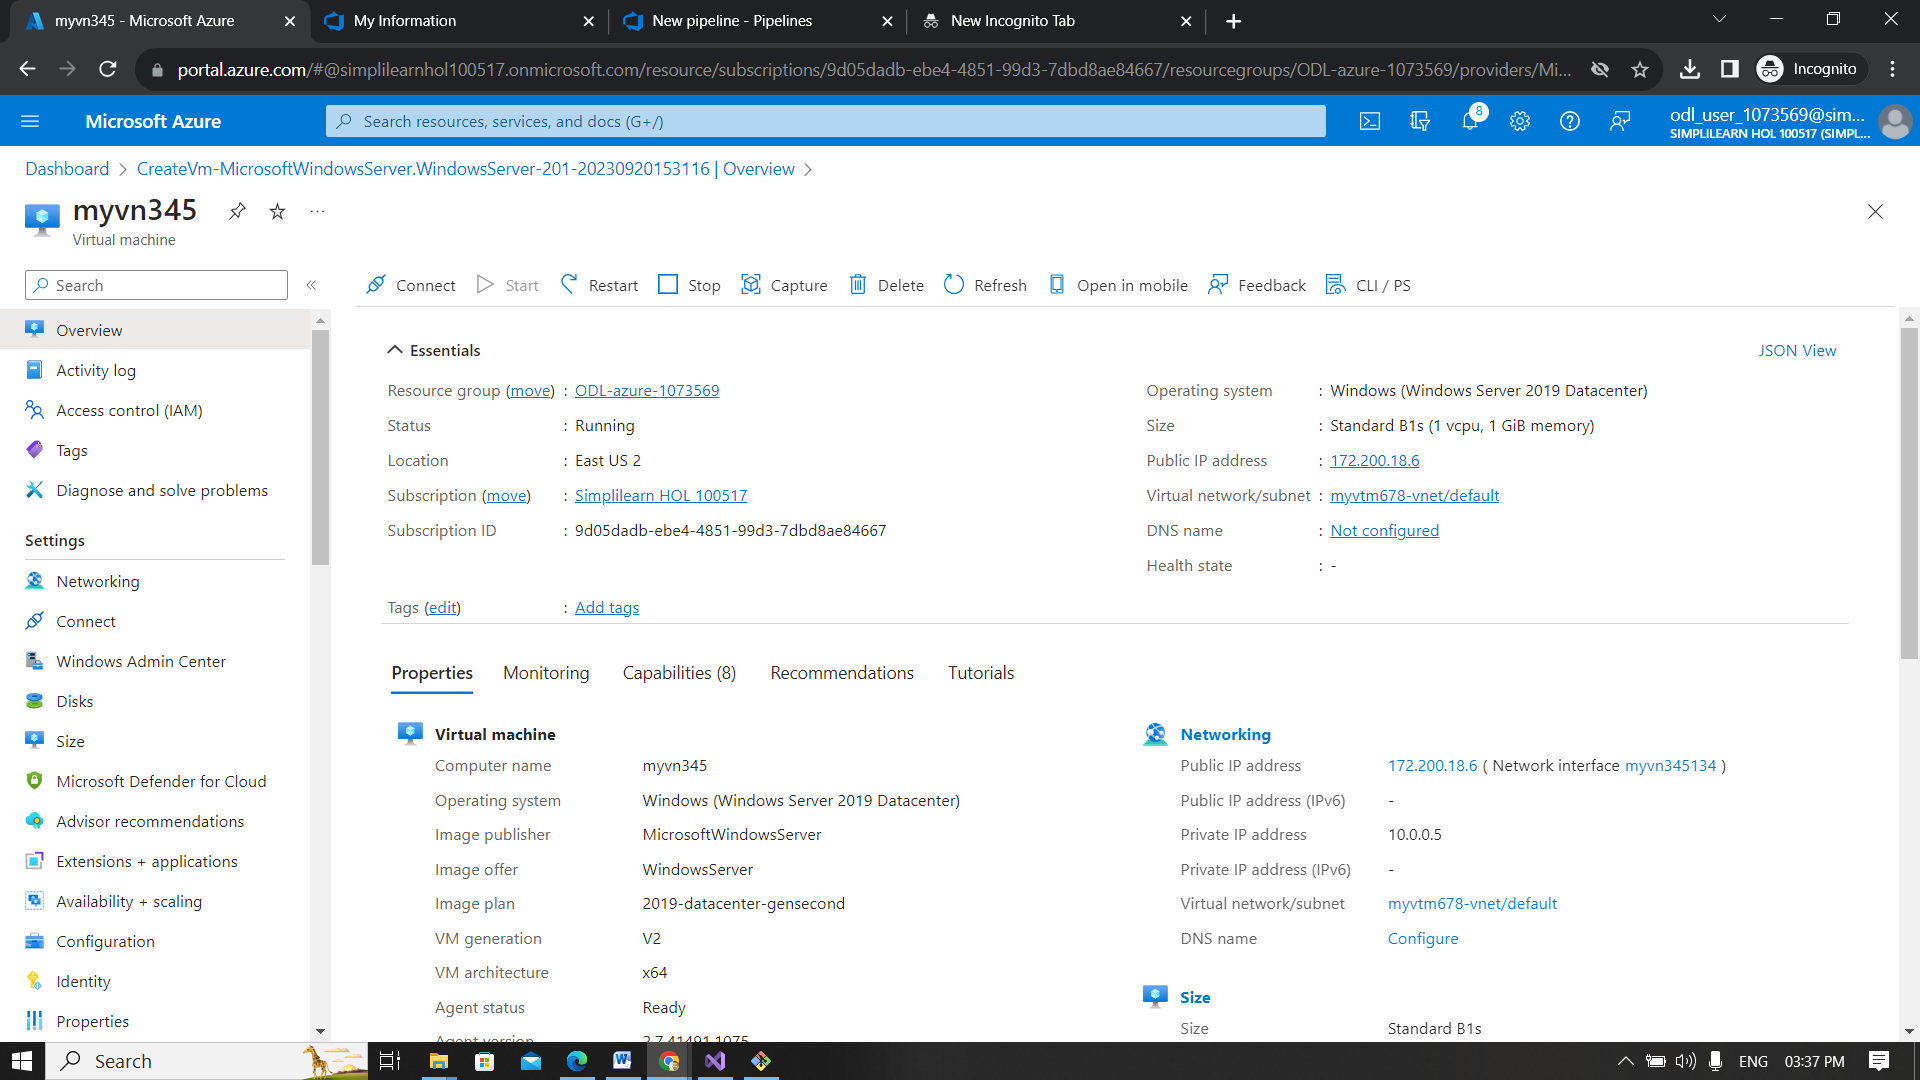 myvn345 - Microsoft Azure
My Information
New pipeline - Pipelines
New Incognito Tab
portal.azure.com/#@simplilearnhol100517.onmicrosoft.com/resource/subscriptions/9d05dadb-ebe4-4851-99d3-7dbd8ae84667/resourcegroups/ODL-azure-1073569/providers/Mi...
Incognito
Microsoft Azure
Search resources, services, and docs (G+/)
8
odl_user_1073569@sim...
SIMPLILEARN HOL 100517 (SIMPL...
Dashboard > CreateVm-MicrosoftWindowsServer.WindowsServer-201-20230920153116 | Overview >
myvn345
Virtual machine
Search
Connect
Start
Restart
Stop
Capture
Delete
Refresh
Open in mobile
Feedback
CLI / PS
Overview
Activity log
Access control (IAM)
Tags
Diagnose and solve problems
Settings
Networking
Connect
Windows Admin Center
Disks
Size
Microsoft Defender for Cloud
Advisor recommendations
Extensions + applications
Availability + scaling
Configuration
Identity
Properties
Essentials
JSON View
Resource group (move) : ODL-azure-1073569
Status : Running
Location : East US 2
Subscription (move) : Simplilearn HOL 100517
Subscription ID : 9d05dadb-ebe4-4851-99d3-7dbd8ae84667
Operating system : Windows (Windows Server 2019 Datacenter)
Size : Standard B1s (1 vcpu, 1 GiB memory)
Public IP address : 172.200.18.6
Virtual network/subnet : myvtm678-vnet/default
DNS name : Not configured
Health state : -
Tags (edit) : Add tags
Properties
Monitoring
Capabilities (8)
Recommendations
Tutorials
Virtual machine
Computer name myvn345
Operating system Windows (Windows Server 2019 Datacenter)
Image publisher MicrosoftWindowsServer
Image offer WindowsServer
Image plan 2019-datacenter-gensecond
VM generation V2
VM architecture x64
Agent status Ready
Agent version 2.7.41491.1075
Networking
Public IP address 172.200.18.6 ( Network interface myvn345134 )
Public IP address (IPv6) -
Private IP address 10.0.0.5
Private IP address (IPv6) -
Virtual network/subnet myvtm678-vnet/default
DNS name Configure
Size
Size Standard B1s
Search
ENG
03:37 PM